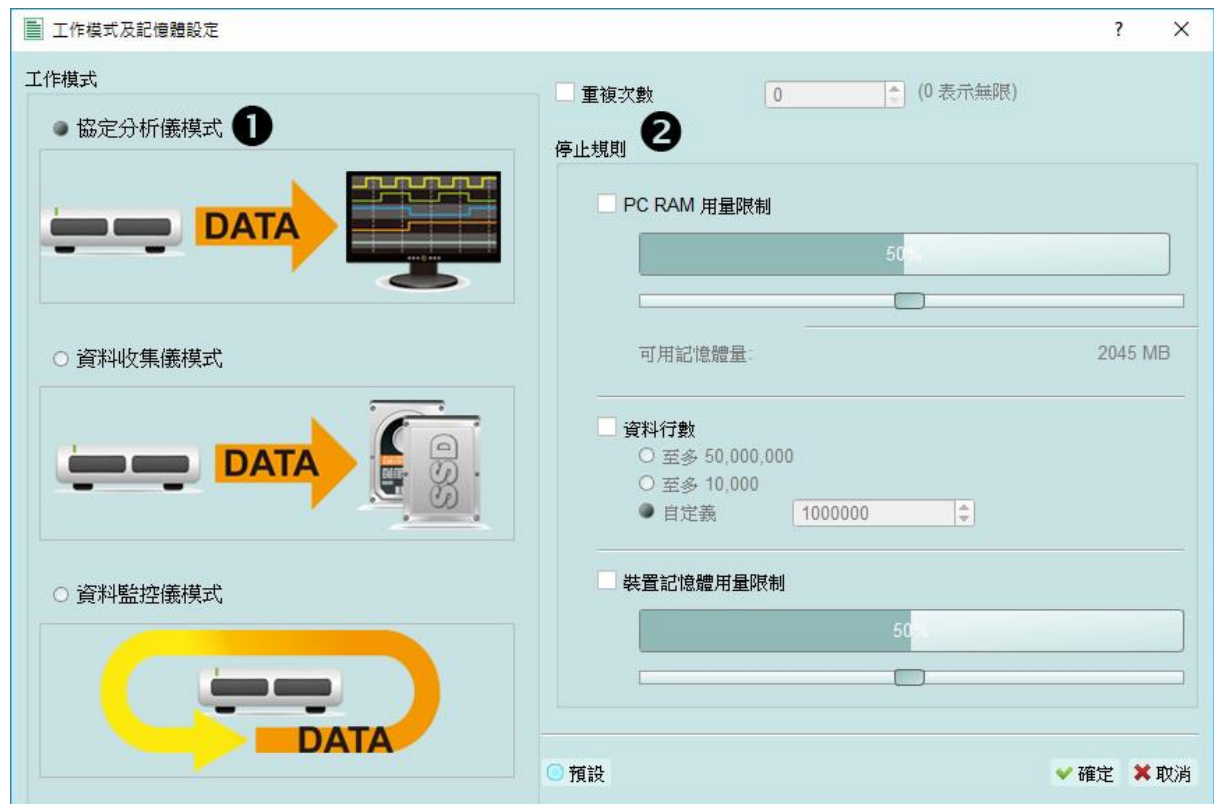 工作模式及記憶體設定
?
工作模式
❶
協定分析儀模式
DATA
資料收集儀模式
DATA
SSD
資料監控儀模式
DATA
重複次數 0 (0 表示無限)
❷
停止規則
PC RAM 用量限制
50%
可用記憶體量: 2045 MB
資料行數
至多 50,000,000
至多 10,000
自定義 1000000
裝置記憶體用量限制
50%
預設 確定 取消